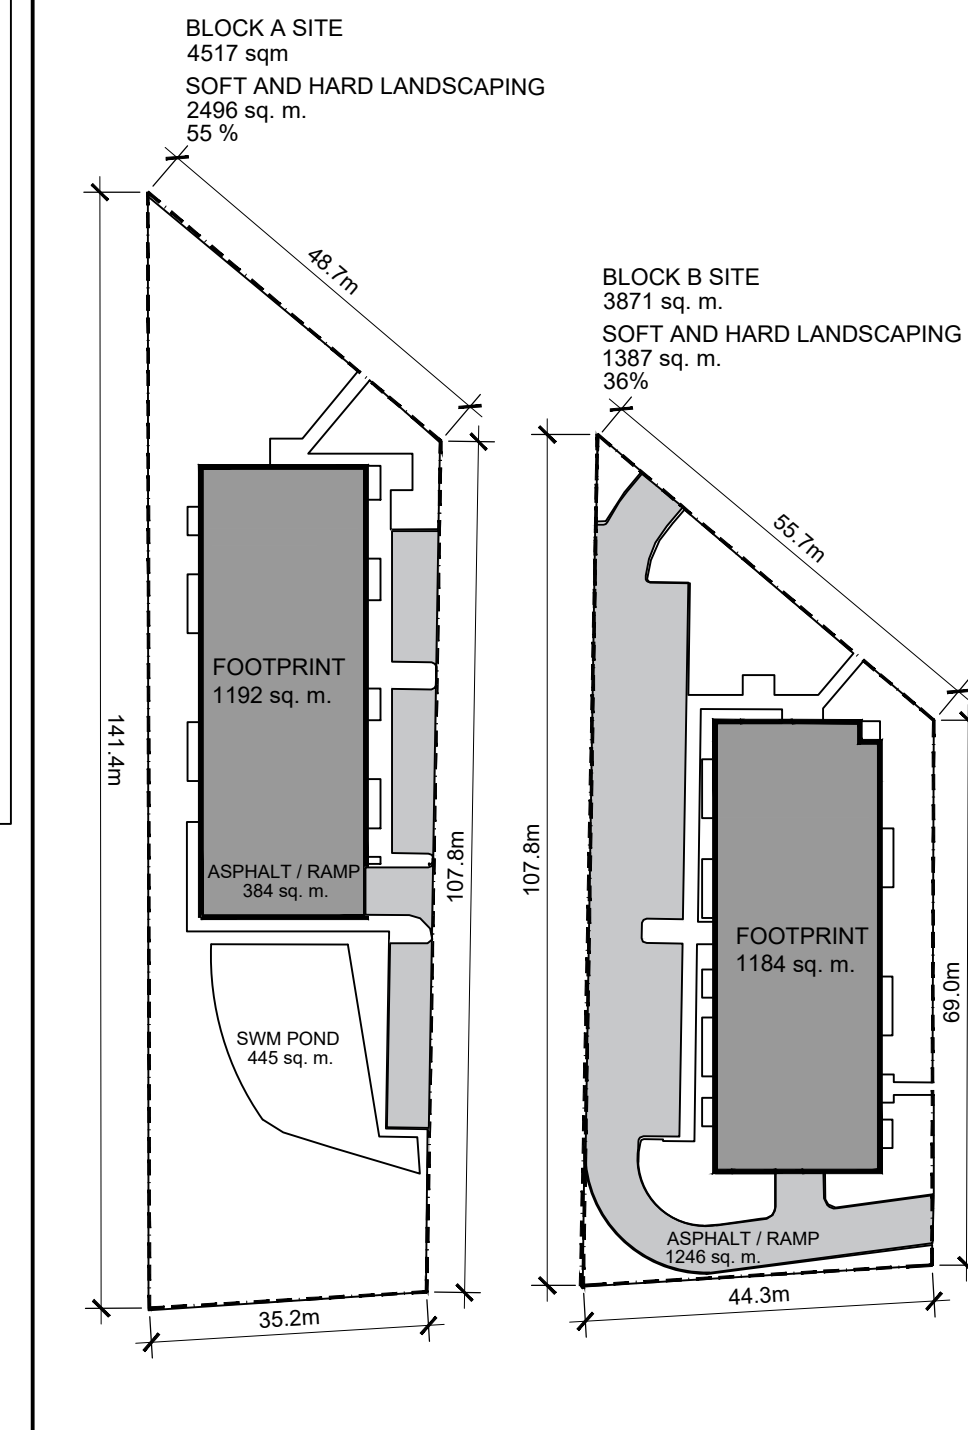 BLOCK A SITE
4517 sqm
SOFT AND HARD LANDSCAPING
2496 sq. m.
55 %
48.7m
141.4m
107.8m
FOOTPRINT
1192 sq. m.
ASPHALT / RAMP
384 sq. m.
SWM POND
445 sq. m.
35.2m
BLOCK B SITE
3871 sq. m.
SOFT AND HARD LANDSCAPING
1387 sq. m.
36%
55.7m
107.8m
69.0m
FOOTPRINT
1184 sq. m.
ASPHALT / RAMP
1246 sq. m.
44.3m